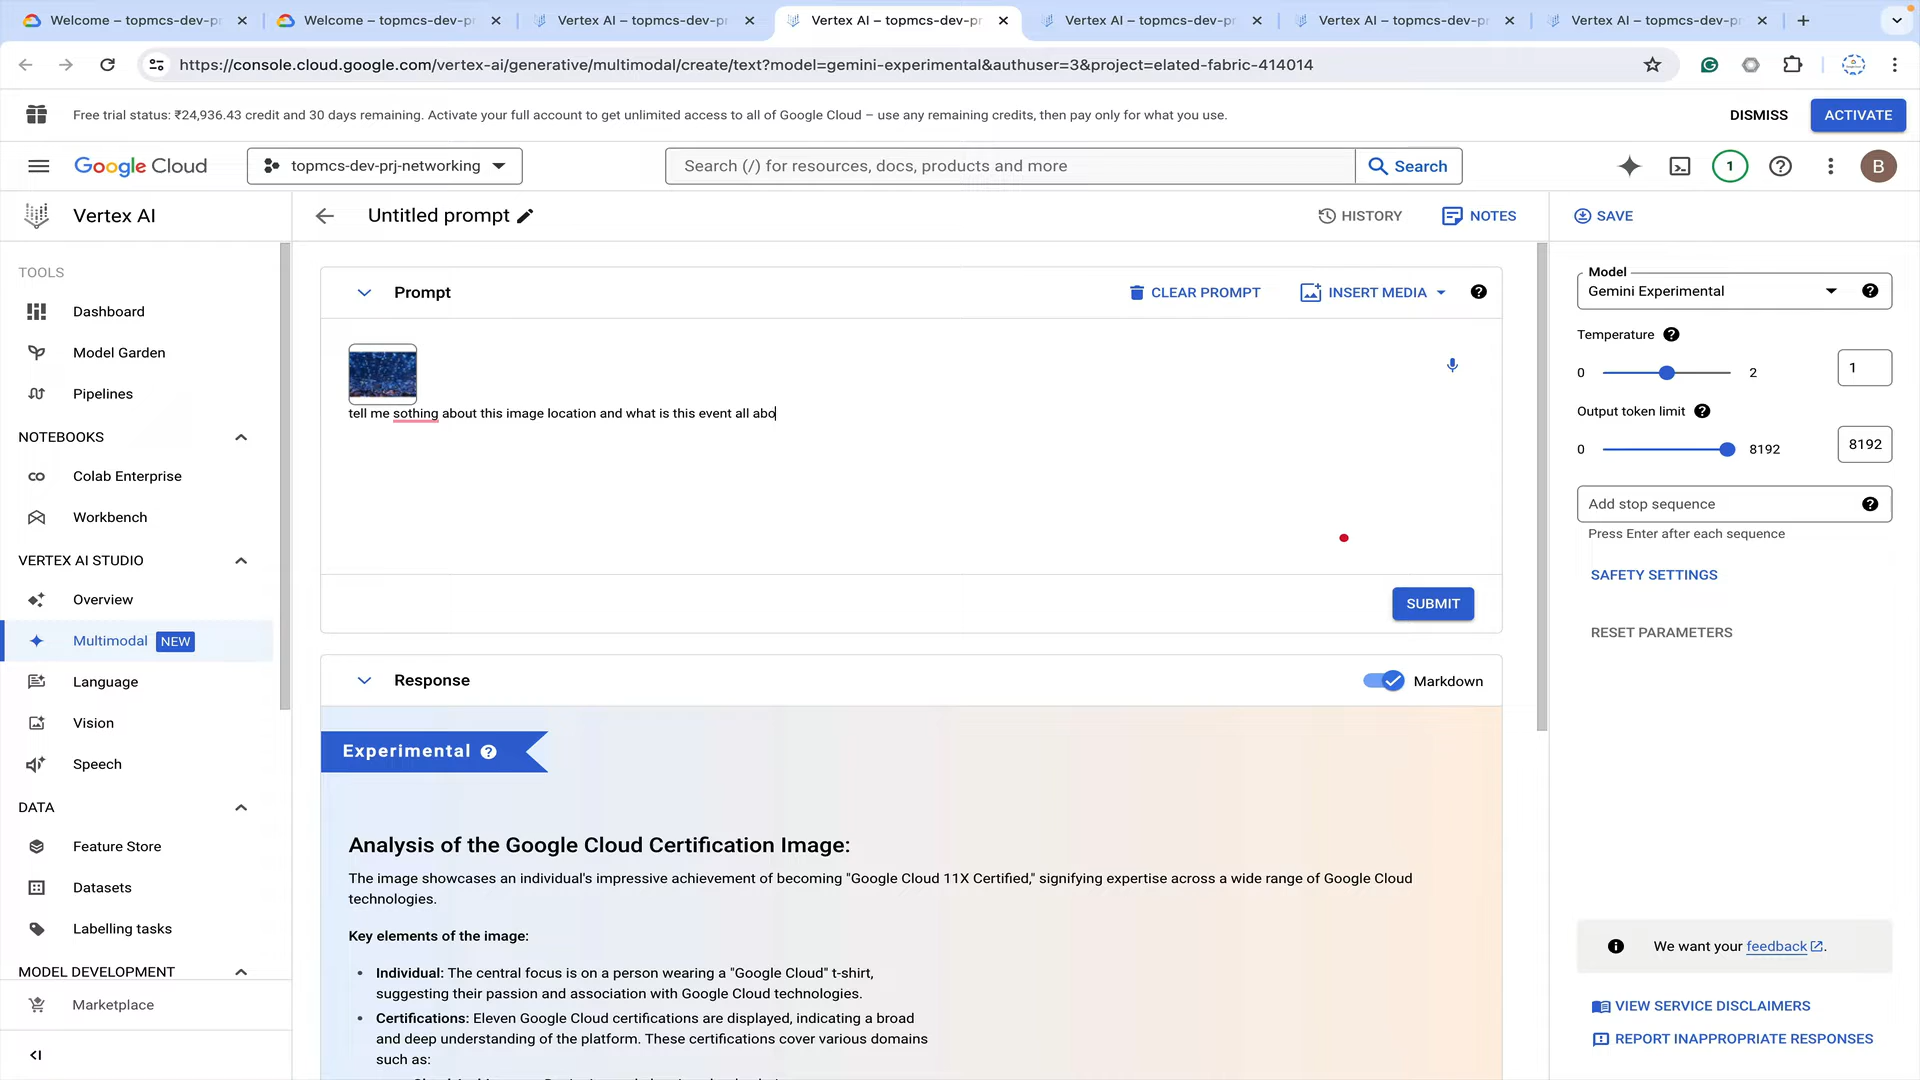 Welcome – topmcs-dev-pr
Welcome – topmcs-dev-pr
Vertex AI – topmcs-dev-pr
Vertex AI – topmcs-dev-pr
Vertex AI – topmcs-dev-pr
Vertex AI – topmcs-dev-pr
Vertex AI – topmcs-dev-pr
https://console.cloud.google.com/vertex-ai/generative/multimodal/create/text?model=gemini-experimental&authuser=3&project=elated-fabric-414014
Free trial status: ₹24,936.43 credit and 30 days remaining. Activate your full account to get unlimited access to all of Google Cloud – use any remaining credits, then pay only for what you use.
DISMISS
ACTIVATE
Google Cloud
topmcs-dev-prj-networking
Search (/) for resources, docs, products and more
Search
1
B
Vertex AI
Untitled prompt
HISTORY
NOTES
SAVE
TOOLS
Dashboard
Model Garden
Pipelines
NOTEBOOKS
Colab Enterprise
Workbench
VERTEX AI STUDIO
Overview
Multimodal NEW
Language
Vision
Speech
DATA
Feature Store
Datasets
Labelling tasks
MODEL DEVELOPMENT
Marketplace
Prompt
CLEAR PROMPT
INSERT MEDIA
tell me sothing about this image location and what is this event all abo
SUBMIT
Response
Markdown
Experimental
Analysis of the Google Cloud Certification Image:
The image showcases an individual's impressive achievement of becoming "Google Cloud 11X Certified," signifying expertise across a wide range of Google Cloud
technologies.
Key elements of the image:
• Individual: The central focus is on a person wearing a "Google Cloud" t-shirt,
suggesting their passion and association with Google Cloud technologies.
• Certifications: Eleven Google Cloud certifications are displayed, indicating a broad
and deep understanding of the platform. These certifications cover various domains
such as:
Model
Gemini Experimental
Temperature
0
2
1
Output token limit
0
8192
8192
Add stop sequence
Press Enter after each sequence
SAFETY SETTINGS
RESET PARAMETERS
We want your feedback.
VIEW SERVICE DISCLAIMERS
REPORT INAPPROPRIATE RESPONSES